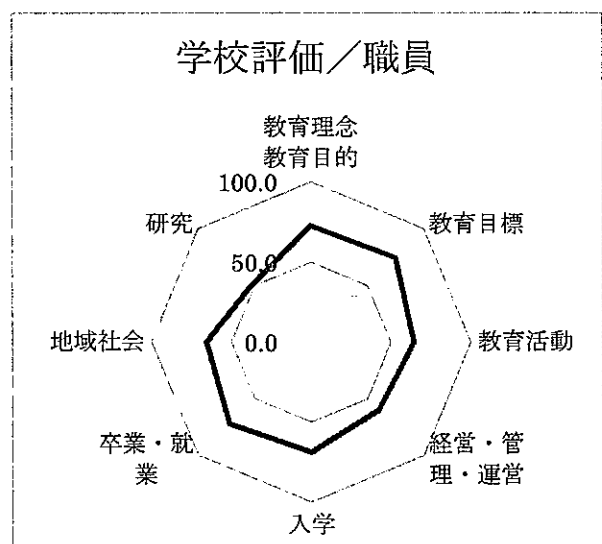 学校評価／職員
教育理念
教育目的
100.0
研究
教育目標
50.0
地域社会
0.0
教育活動
卒業・就
業
経営・管
理・運営
入学